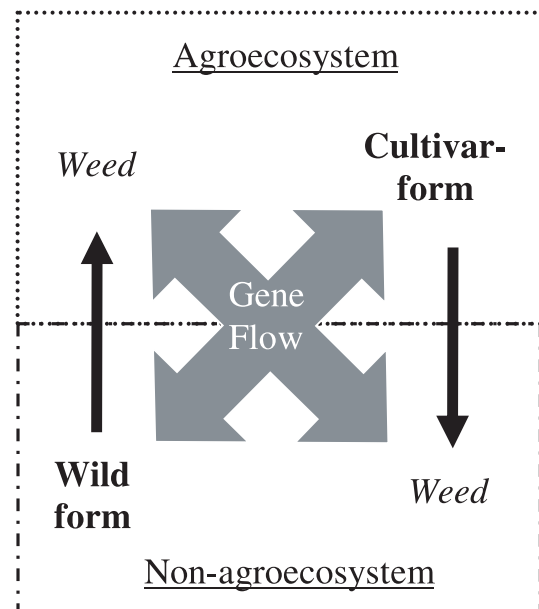 Agroecosystem
Weed
Cultivar-
form
Gene
Flow
Wild
form
Weed
Non-agroecosystem